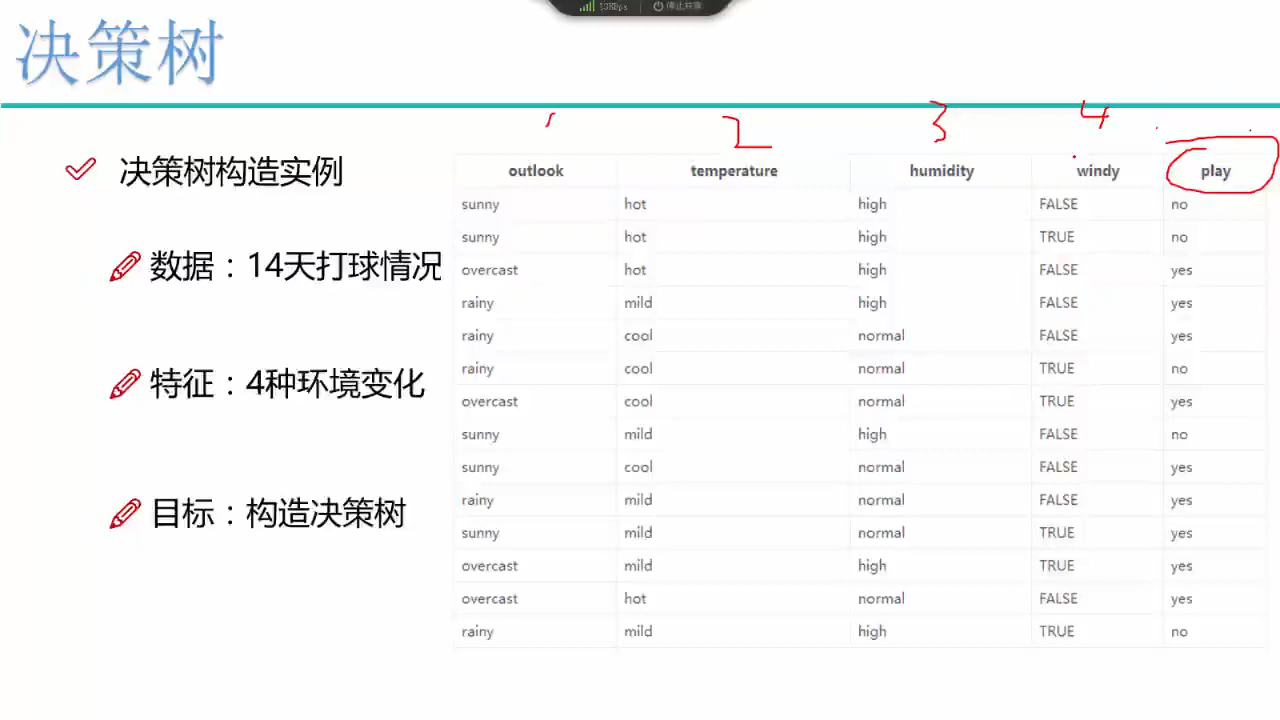 决策树
1 2 3 4
决策树构造实例
数据：14天打球情况
特征：4种环境变化
目标：构造决策树
outlook temperature humidity windy play
sunny hot high FALSE no
sunny hot high TRUE no
overcast hot high FALSE yes
rainy mild high FALSE yes
rainy cool normal FALSE yes
rainy cool normal TRUE no
overcast cool normal TRUE yes
sunny mild high FALSE no
sunny cool normal FALSE yes
rainy mild normal FALSE yes
sunny mild normal TRUE yes
overcast mild high TRUE yes
overcast hot normal FALSE yes
rainy mild high TRUE no